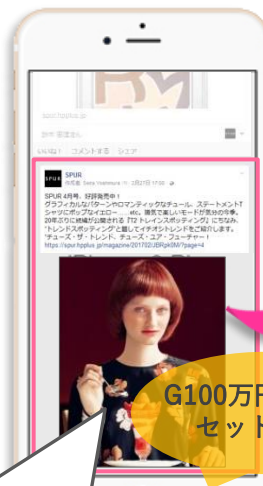 spur.hpplus.jp
いいね！ コメントする シェア
spur
SPUR
SPUR 4月号、好評発売中！
グラフィカルなパターンやロマンティックなチュール、ステートメントT
シャツにポップなイエロー……etc. 陽気で楽しいモードが気分の今季。
20年ぶりに続編が公開される『T2 トレインスポッティング』にちなみ、
"トレンドスポッティング"と題してイチオシトレンドをご紹介します。
"チューズ・ザ・トレンド、チューズ・ユア・フューチャー！
https://spur.hpplus.jp/magazine/201702/JBRpK0M/?page=4
G100万円
セット